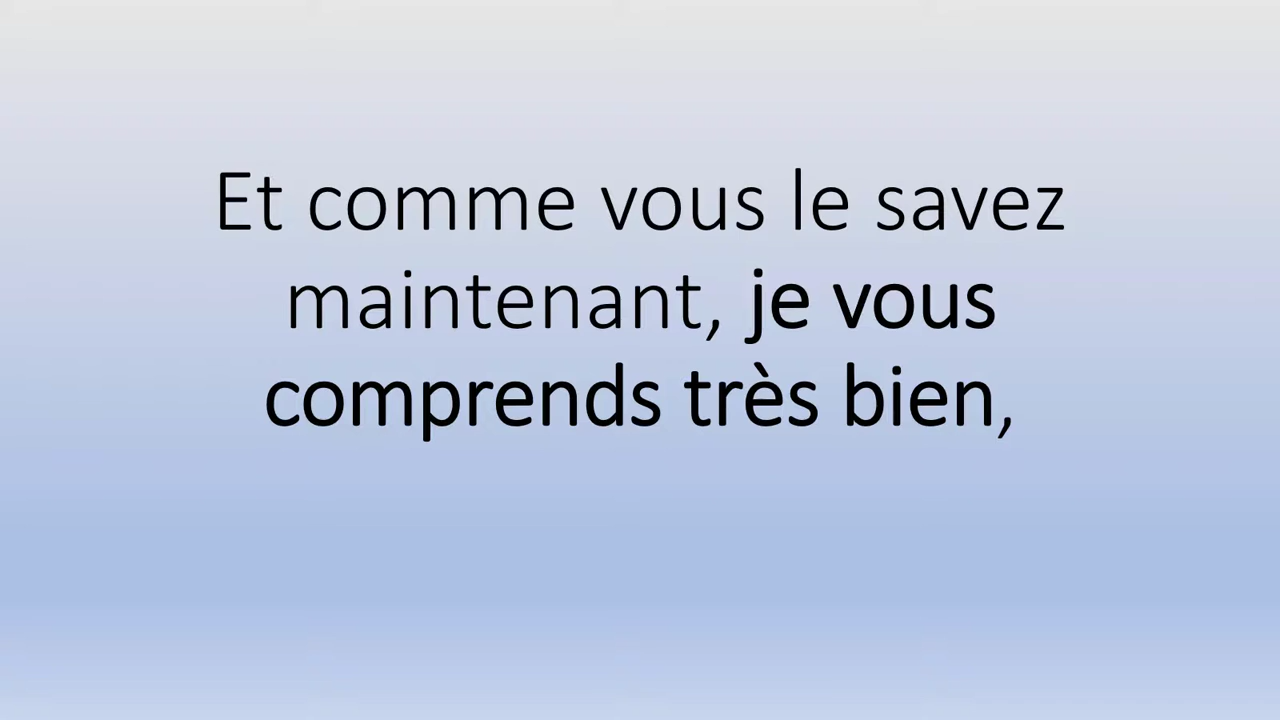 Et comme vous le savez
maintenant, je vous
comprends très bien,